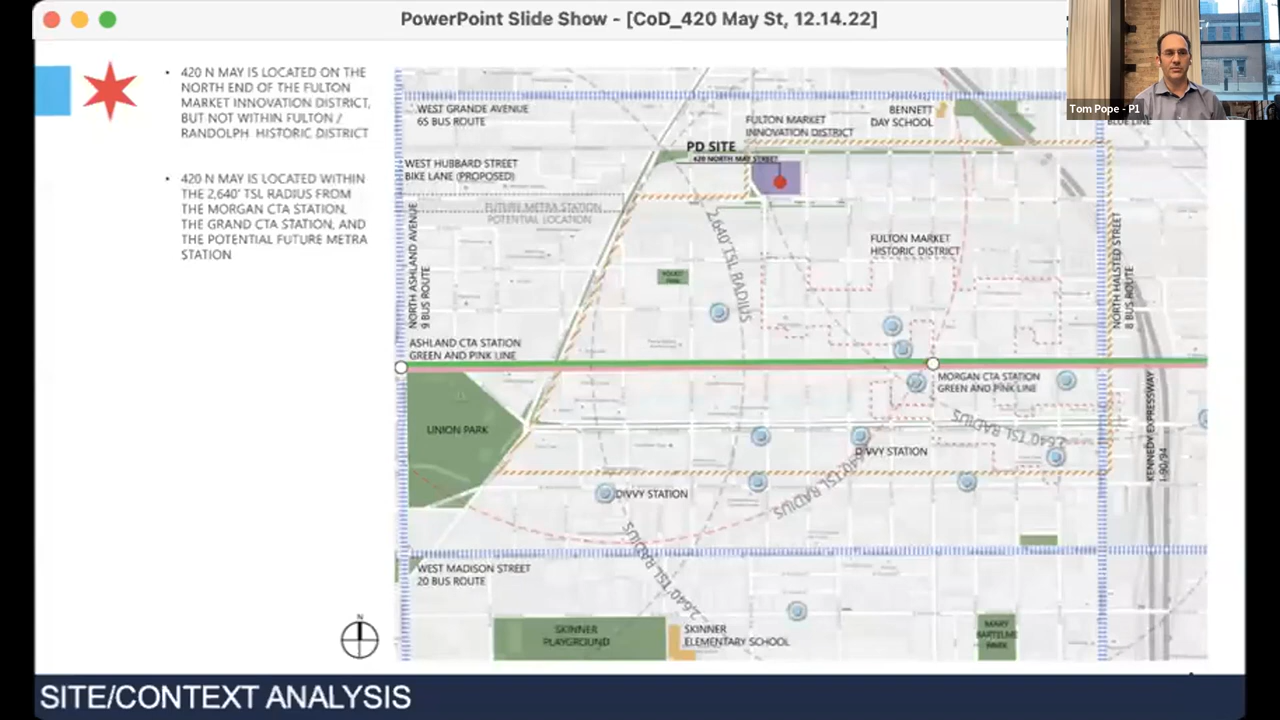 PowerPoint Slide Show - [CoD_420 May St, 12.14.22]
Tom Pope - P1
• 420 N MAY IS LOCATED ON THE
NORTH END OF THE FULTON
MARKET INNOVATION DISTRICT,
BUT NOT WITHIN FULTON /
RANDOLPH HISTORIC DISTRICT
• 420 N MAY IS LOCATED WITHIN
THE 2,640' TSL RADIUS FROM
THE MORGAN CTA STATION,
THE GRAND CTA STATION, AND
THE POTENTIAL FUTURE METRA
STATION
WEST GRANDE AVENUE
65 BUS ROUTE
BENNETT
DAY SCHOOL
BLUE LINE
FULTON MARKET
INNOVATION DISTRICT
PD SITE
420 NORTH MAY STREET
WEST HUBBARD STREET
BIKE LANE (PROPOSED)
FUTURE METRA STATION
POTENTIAL LOCATION
NORTH ASHLAND AVENUE
9 BUS ROUTE
2,640' TSL RADIUS
FULTON MARKET
HISTORIC DISTRICT
NORTH HALSTED STREET
8 BUS ROUTE
ASHLAND CTA STATION
GREEN AND PINK LINE
MORGAN CTA STATION
GREEN AND PINK LINE
UNION PARK
2,640' TSL RADIUS
KENNEDY EXPRESSWAY
I-90/94
DIVVY STATION
2,640' TSL RADIUS
DIVVY STATION
2,640' TSL RADIUS
WEST MADISON STREET
20 BUS ROUTE
N
SKINNER
PLAYGROUND
SKINNER
ELEMENTARY SCHOOL
MARY
BARTELME
PARK
SITE/CONTEXT ANALYSIS